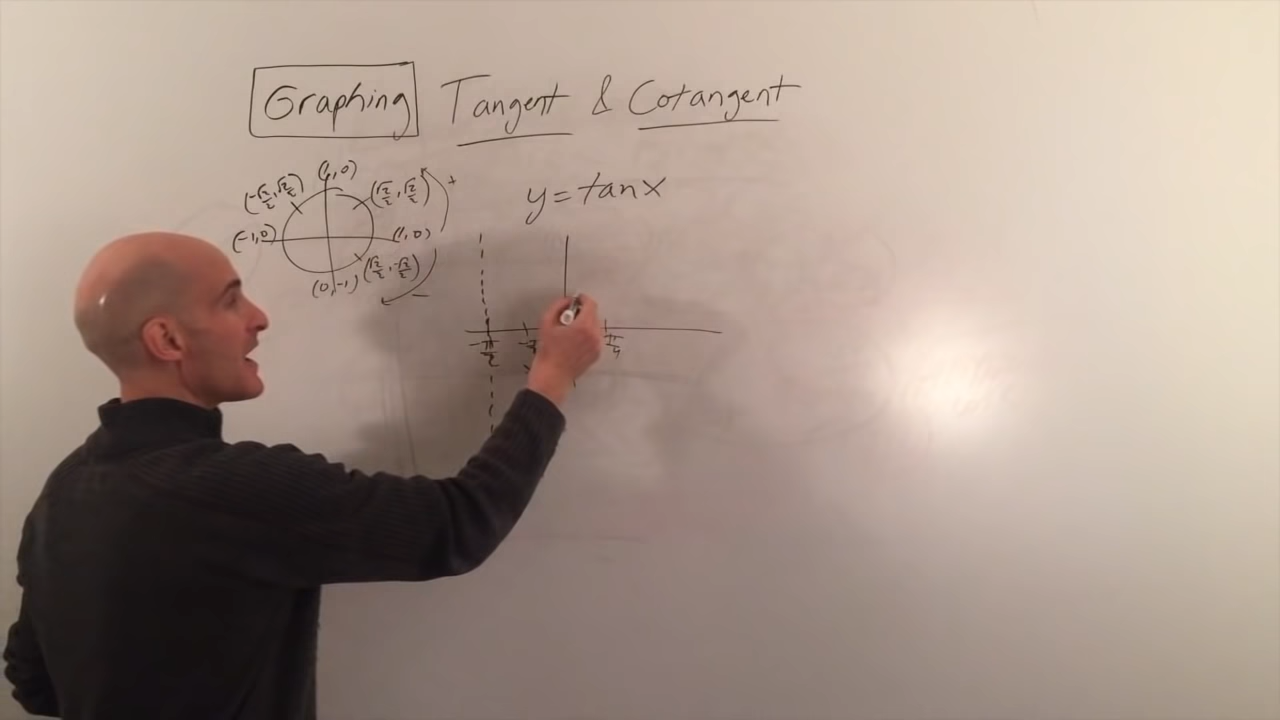 Graphing Tangent & Cotangent
(1,0)
(-√2/2, √2/2)
(√2/2, √2/2)
+
y = tanx
(-1,0)
(1,0)
(√2/2, -√2/2)
(0,-1)
−
-π/2
π/4